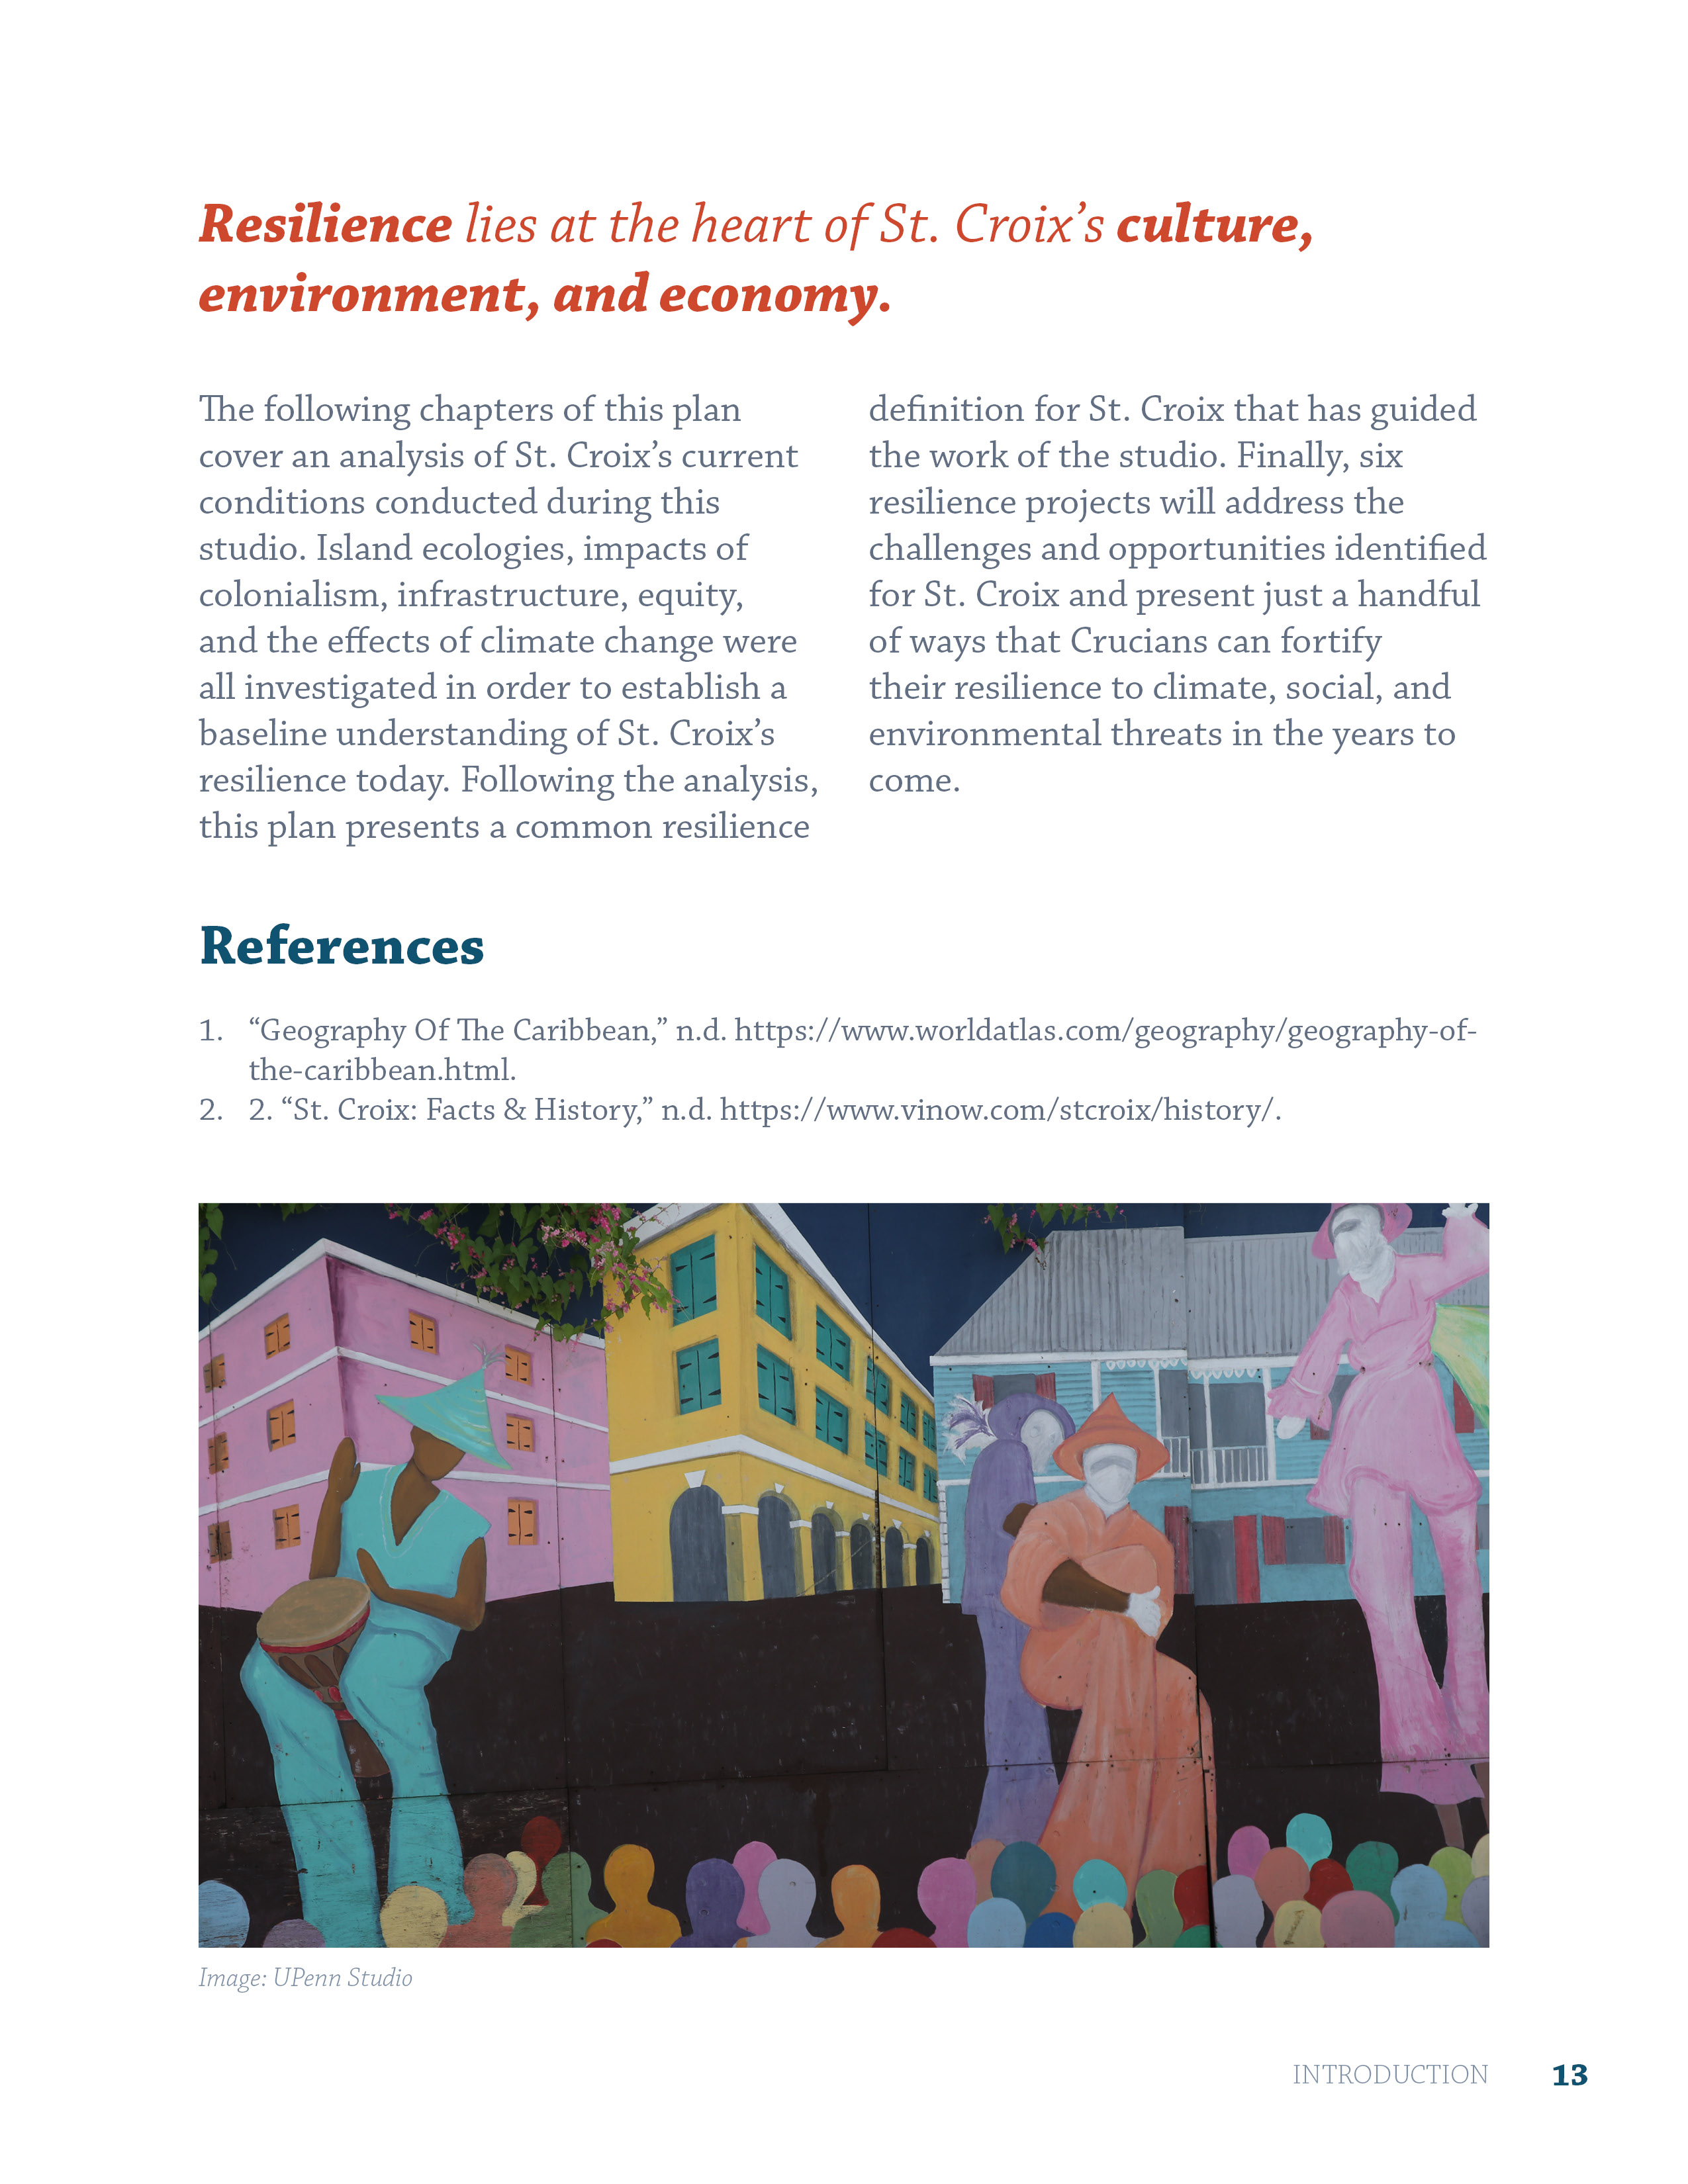 Resilience lies at the heart of St. Croix’s culture,
environment, and economy.
The following chapters of this plan
cover an analysis of St. Croix’s current
conditions conducted during this
studio. Island ecologies, impacts of
colonialism, infrastructure, equity,
and the effects of climate change were
all investigated in order to establish a
baseline understanding of St. Croix’s
resilience today. Following the analysis,
this plan presents a common resilience
definition for St. Croix that has guided
the work of the studio. Finally, six
resilience projects will address the
challenges and opportunities identified
for St. Croix and present just a handful
of ways that Crucians can fortify
their resilience to climate, social, and
environmental threats in the years to
come.
References
1. “Geography Of The Caribbean,” n.d. https://www.worldatlas.com/geography/geography-of-
the-caribbean.html.
2. 2. “St. Croix: Facts & History,” n.d. https://www.vinow.com/stcroix/history/.
Image: UPenn Studio
INTRODUCTION 13